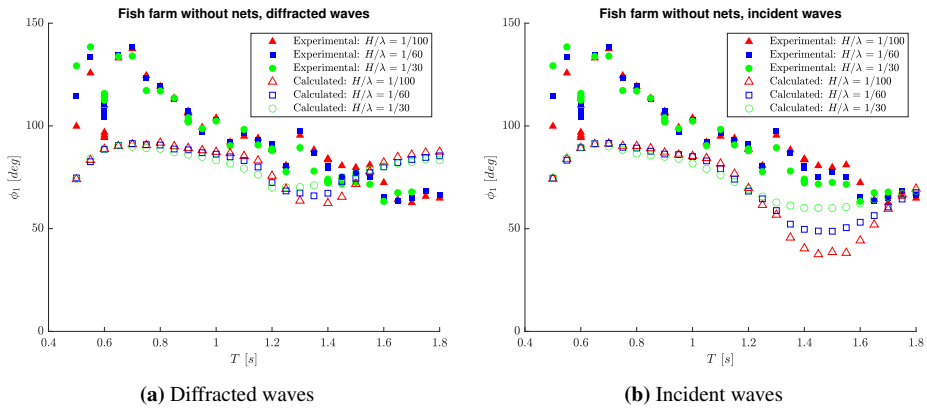 Fish farm without nets, diffracted waves
150
100
50
0
0.4 0.6 0.8 1 1.2 1.4 1.6 1.8
ϕ₁ [deg]
T [s]
Experimental: H/λ = 1/100
Experimental: H/λ = 1/60
Experimental: H/λ = 1/30
Calculated: H/λ = 1/100
Calculated: H/λ = 1/60
Calculated: H/λ = 1/30
(a) Diffracted waves
Fish farm without nets, incident waves
150
100
50
0
0.4 0.6 0.8 1 1.2 1.4 1.6 1.8
ϕ₁ [deg]
T [s]
Experimental: H/λ = 1/100
Experimental: H/λ = 1/60
Experimental: H/λ = 1/30
Calculated: H/λ = 1/100
Calculated: H/λ = 1/60
Calculated: H/λ = 1/30
(b) Incident waves